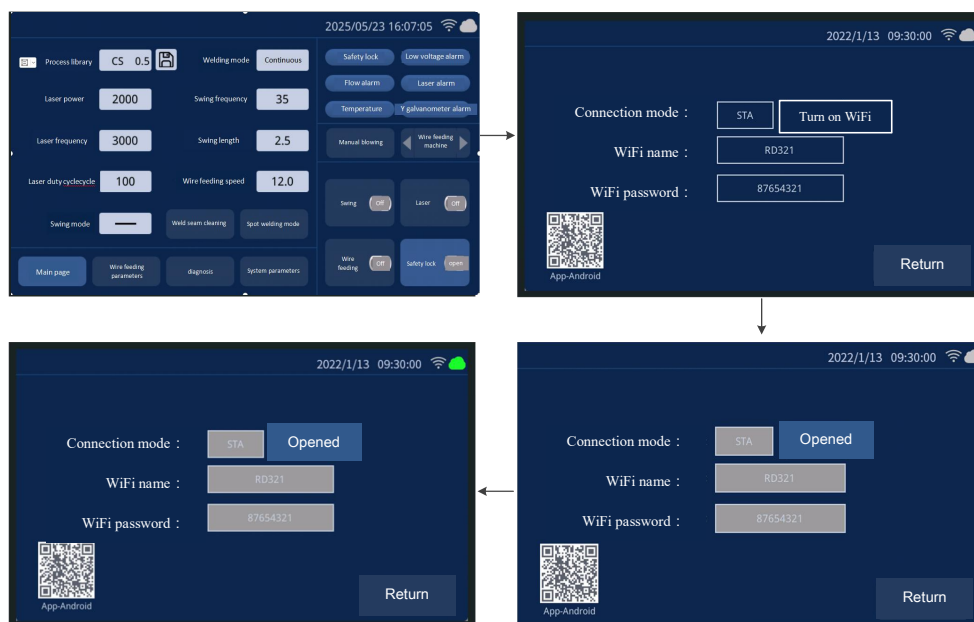 2025/05/23 16:07:05
Process library CS 0.5 Welding mode Continuous
Laser power 2000 Swing frequency 35
Laser frequency 3000 Swing length 2.5
Laser duty cyclecycle 100 Wire feeding speed 12.0
Swing mode Weld seam cleaning Spot welding mode
Main page Wire feeding parameters diagnosis System parameters
Safety lock Low voltage alarm
Flow alarm Laser alarm
Temperature Y galvanometer alarm
Manual blowing Wire feeding machine
Swing Off Laser Off
Wire feeding Off Safety lock open
2022/1/13 09:30:00
Connection mode： STA Turn on WiFi
WiFi name： RD321
WiFi password： 87654321
App-Android
Return
2022/1/13 09:30:00
Connection mode： STA Opened
WiFi name： RD321
WiFi password： 87654321
App-Android
Return
2022/1/13 09:30:00
Connection mode： STA Opened
WiFi name： RD321
WiFi password： 87654321
App-Android
Return